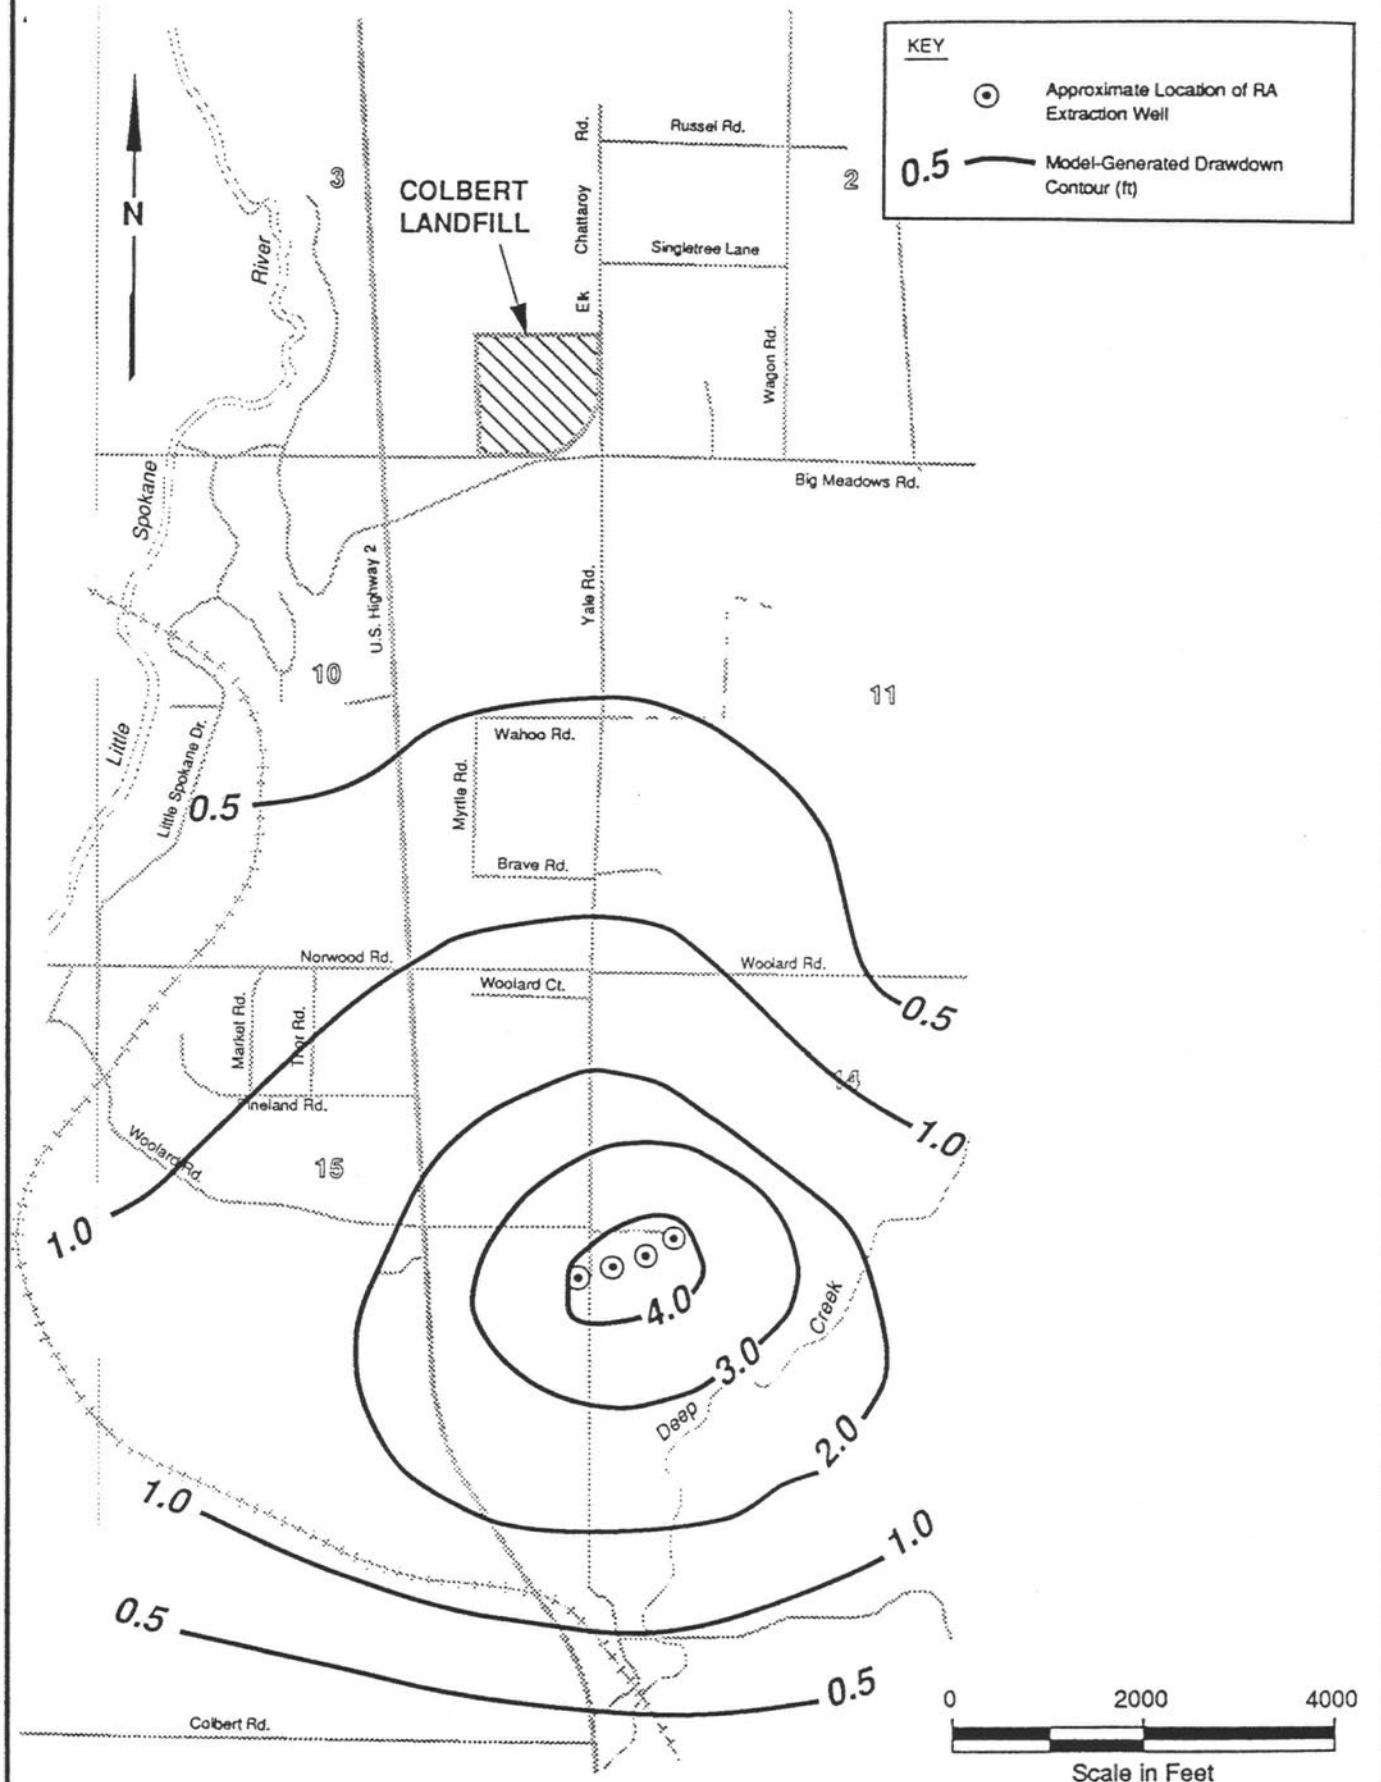 KEY
Approximate Location of RA
Extraction Well
0.5
Model-Generated Drawdown
Contour (ft)
N
3
COLBERT
LANDFILL
Elk Chattaroy Rd.
Russel Rd.
2
Singletree Lane
Wagon Rd.
Big Meadows Rd.
Little Spokane River
U.S. Highway 2
Yale Rd.
10
11
Little Spokane Dr.
0.5
Wahoo Rd.
Myrtle Rd.
Brave Rd.
Norwood Rd.
Woolard Rd.
Woolard Ct.
0.5
Market Rd.
Thor Rd.
Pineland Rd.
14
1.0
Woolard Rd.
15
1.0
4.0
3.0
Deep Creek
2.0
1.0
1.0
0.5
0.5
Colbert Rd.
0 2000 4000
Scale in Feet